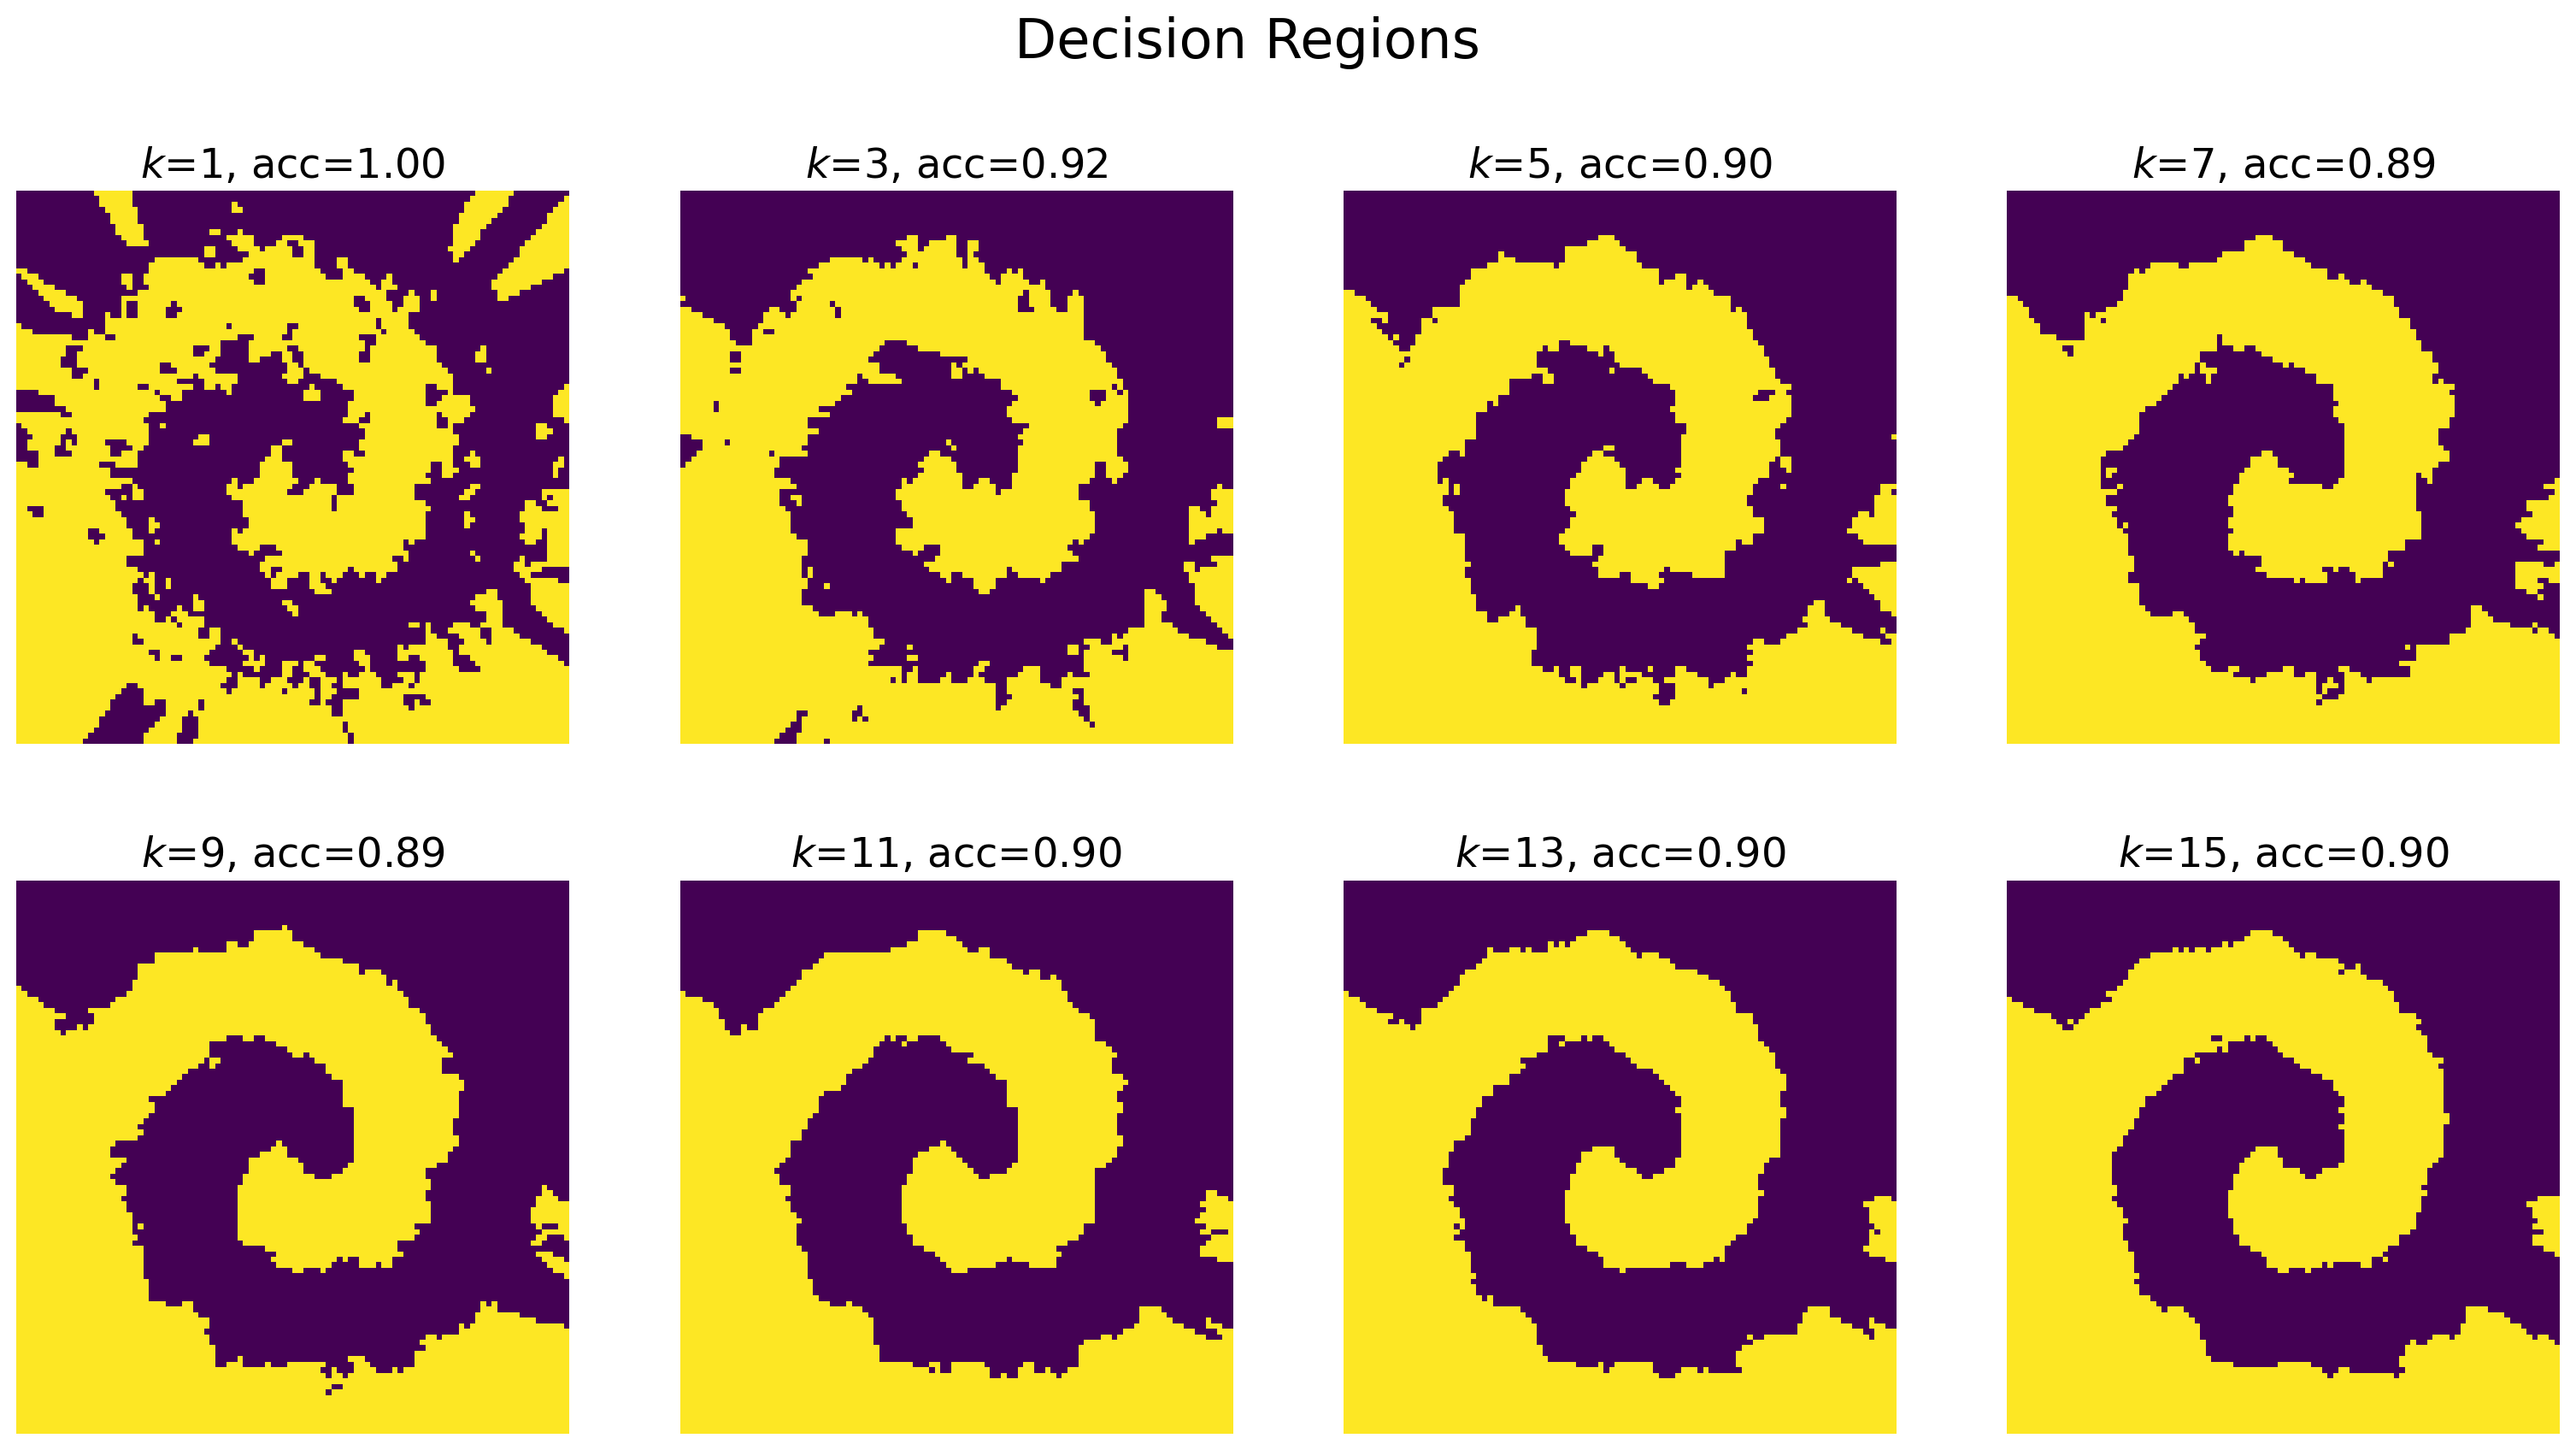 Decision Regions
k=1, acc=1.00
k=3, acc=0.92
k=5, acc=0.90
k=7, acc=0.89
k=9, acc=0.89
k=11, acc=0.90
k=13, acc=0.90
k=15, acc=0.90